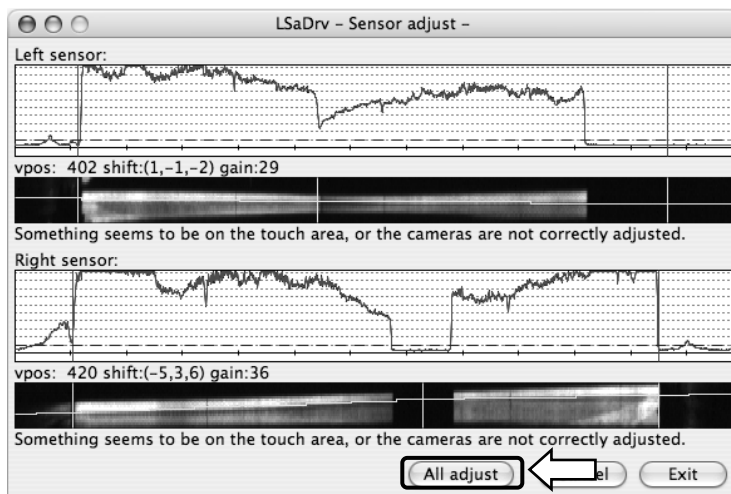 LSaDrv – Sensor adjust –
Left sensor:
vpos: 402 shift:(1,-1,-2) gain:29
Something seems to be on the touch area, or the cameras are not correctly adjusted.
Right sensor:
vpos: 420 shift:(-5,3,6) gain:36
Something seems to be on the touch area, or the cameras are not correctly adjusted.
All adjust el Exit